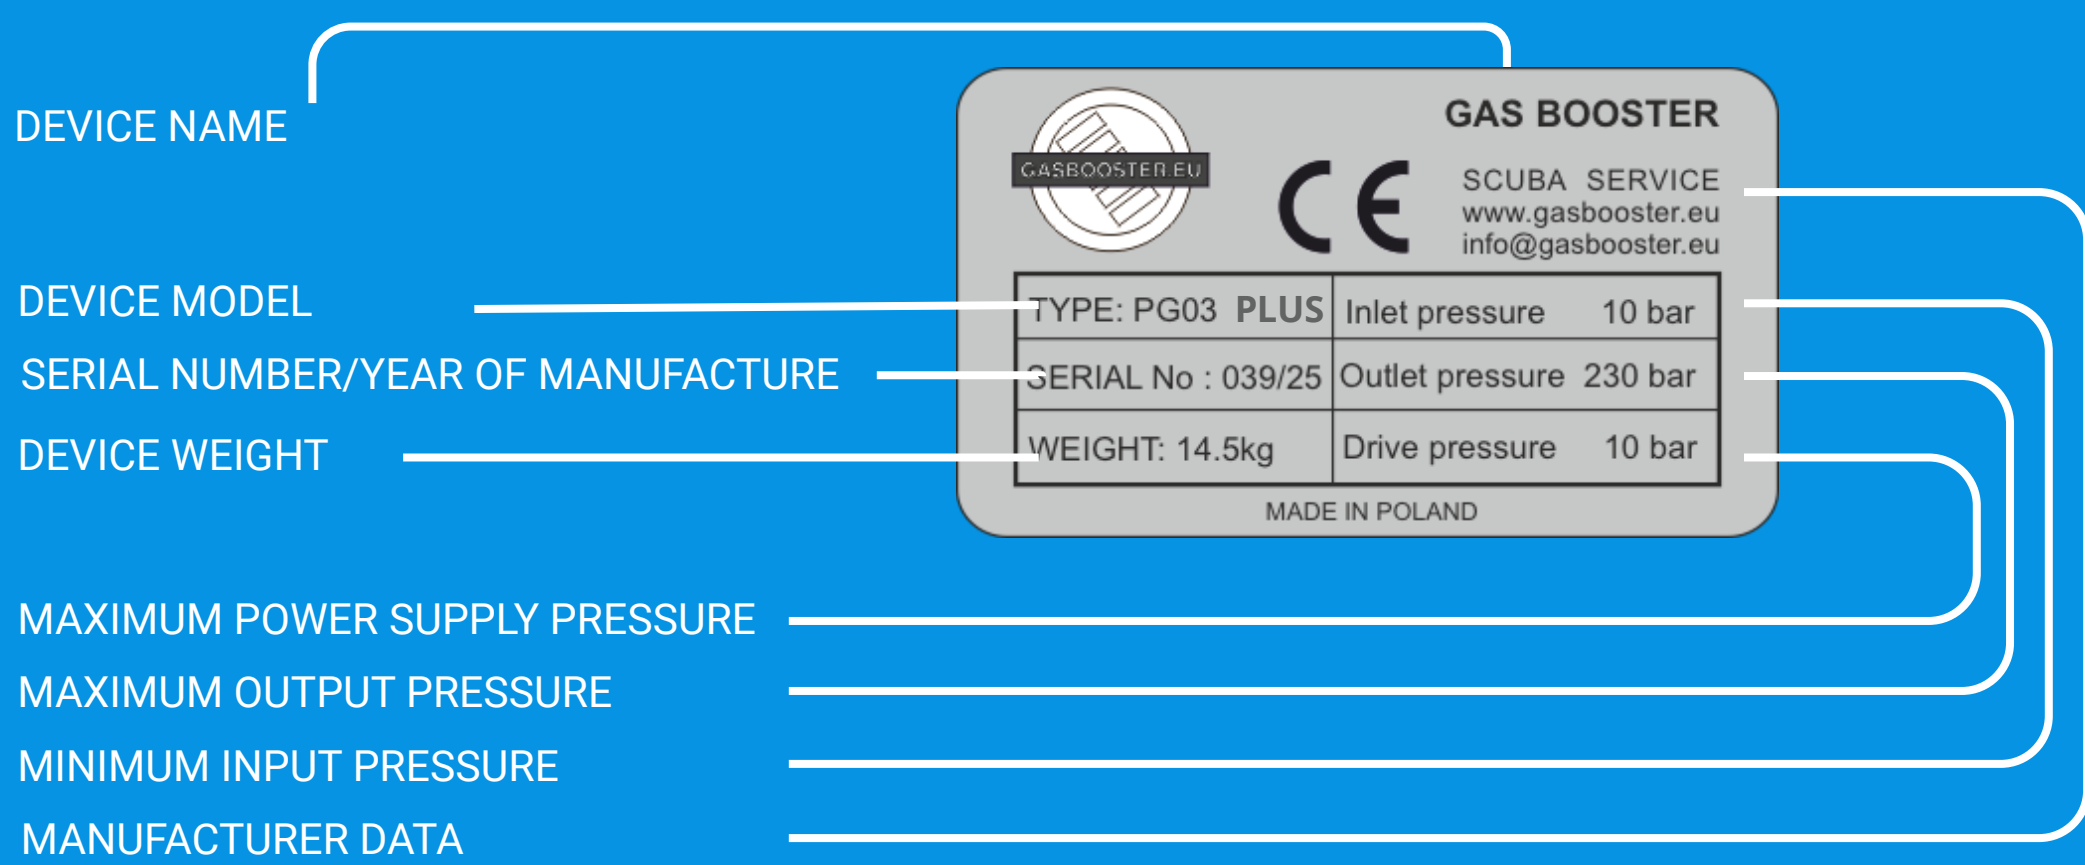 DEVICE NAME
GAS BOOSTER
GASBOOSTER.EU
CE
SCUBA SERVICE
www.gasbooster.eu
info@gasbooster.eu
DEVICE MODEL
TYPE: PG03 PLUS
Inlet pressure 10 bar
SERIAL NUMBER/YEAR OF MANUFACTURE
SERIAL No : 039/25
Outlet pressure 230 bar
DEVICE WEIGHT
WEIGHT: 14.5kg
Drive pressure 10 bar
MADE IN POLAND
MAXIMUM POWER SUPPLY PRESSURE
MAXIMUM OUTPUT PRESSURE
MINIMUM INPUT PRESSURE
MANUFACTURER DATA